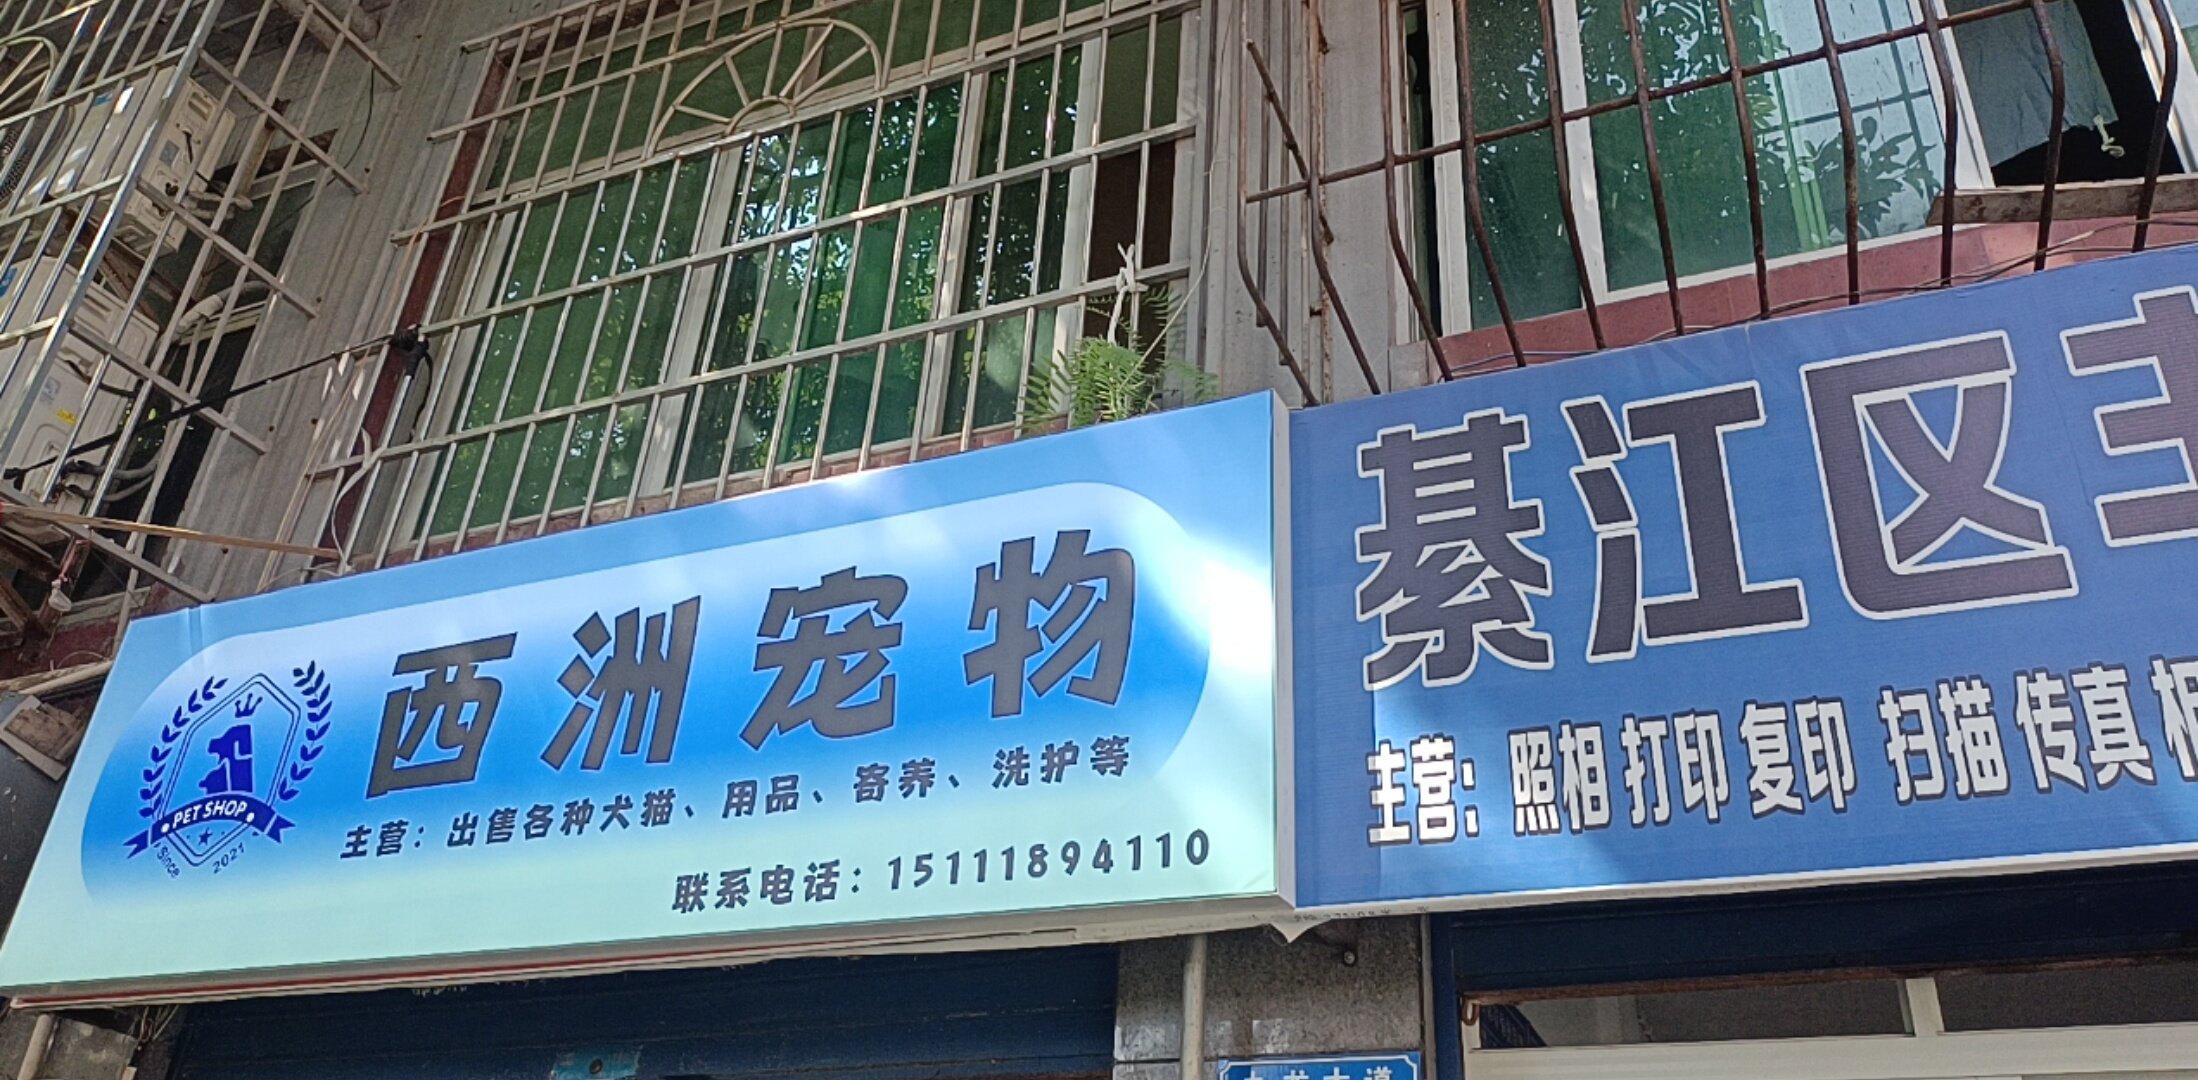 西洲宠物
PET SHOP
Since 2021
主营：出售各种犬猫、用品、寄养、洗护等
联系电话：15111894110
綦江区
主营：照相 打印 复印 扫描 传真